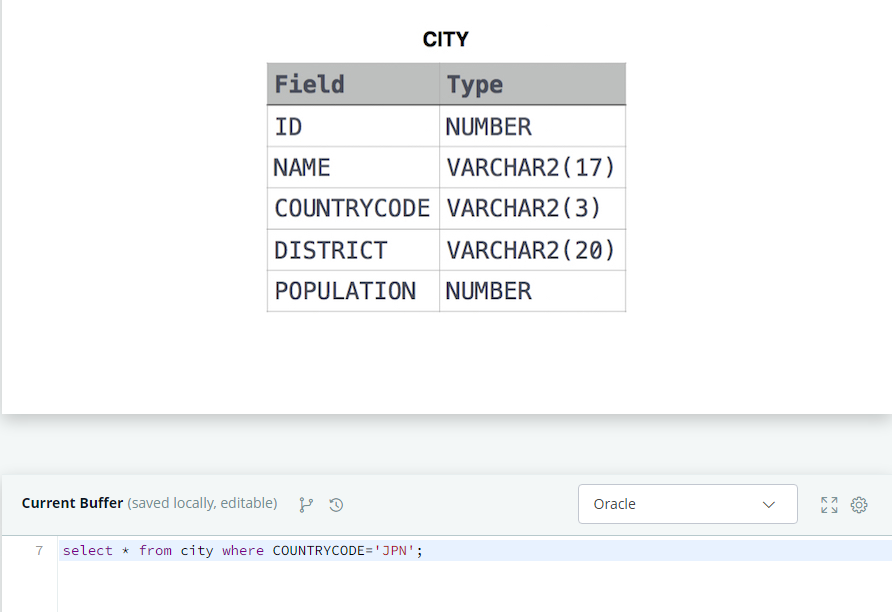 CITY
Field Type
ID NUMBER
NAME VARCHAR2(17)
COUNTRYCODE VARCHAR2(3)
DISTRICT VARCHAR2(20)
POPULATION NUMBER
Current Buffer (saved locally, editable) Oracle
7 select * from city where COUNTRYCODE='JPN';